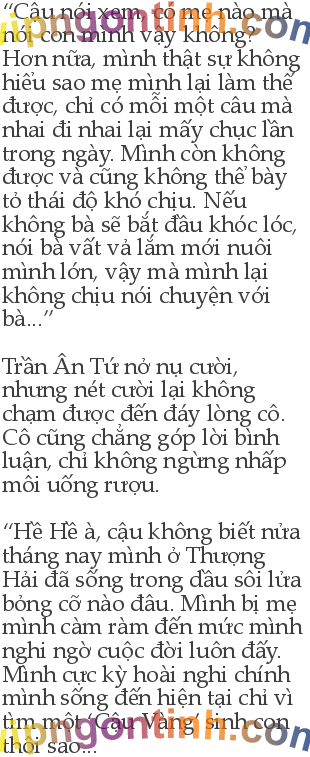 “Cậu nói xem, có mẹ nào mà
nói con mình vậy không?
Hơn nữa, mình thật sự không
hiểu sao mẹ mình lại làm thế
được, chỉ có mỗi một câu mà
nhai đi nhai lại mấy chục lần
trong ngày. Mình còn không
được và cũng không thể bày
tỏ thái độ khó chịu. Nếu
không bà sẽ bắt đầu khóc lóc,
nói bà vất vả lắm mới nuôi
mình lớn, vậy mà mình lại
không chịu nói chuyện với
bà...”
Trần Ân Tứ nở nụ cười,
nhưng nét cười lại không
chạm được đến đáy lòng cô.
Cô cũng chẳng góp lời bình
luận, chỉ không ngừng nhấp
môi uống rượu.
“Hề Hề à, cậu không biết nửa
tháng nay mình ở Thượng
Hải đã sống trong dầu sôi lửa
bỏng cỡ nào đâu. Mình bị mẹ
mình càm ràm đến mức mình
nghi ngờ cuộc đời luôn đấy.
Mình cực kỳ hoài nghi chính
mình sống đến hiện tại chỉ vì
tìm một ‘Cậu Vàng’ sinh con
thôi sao...
vipngontinh.com
vipngontinh.com